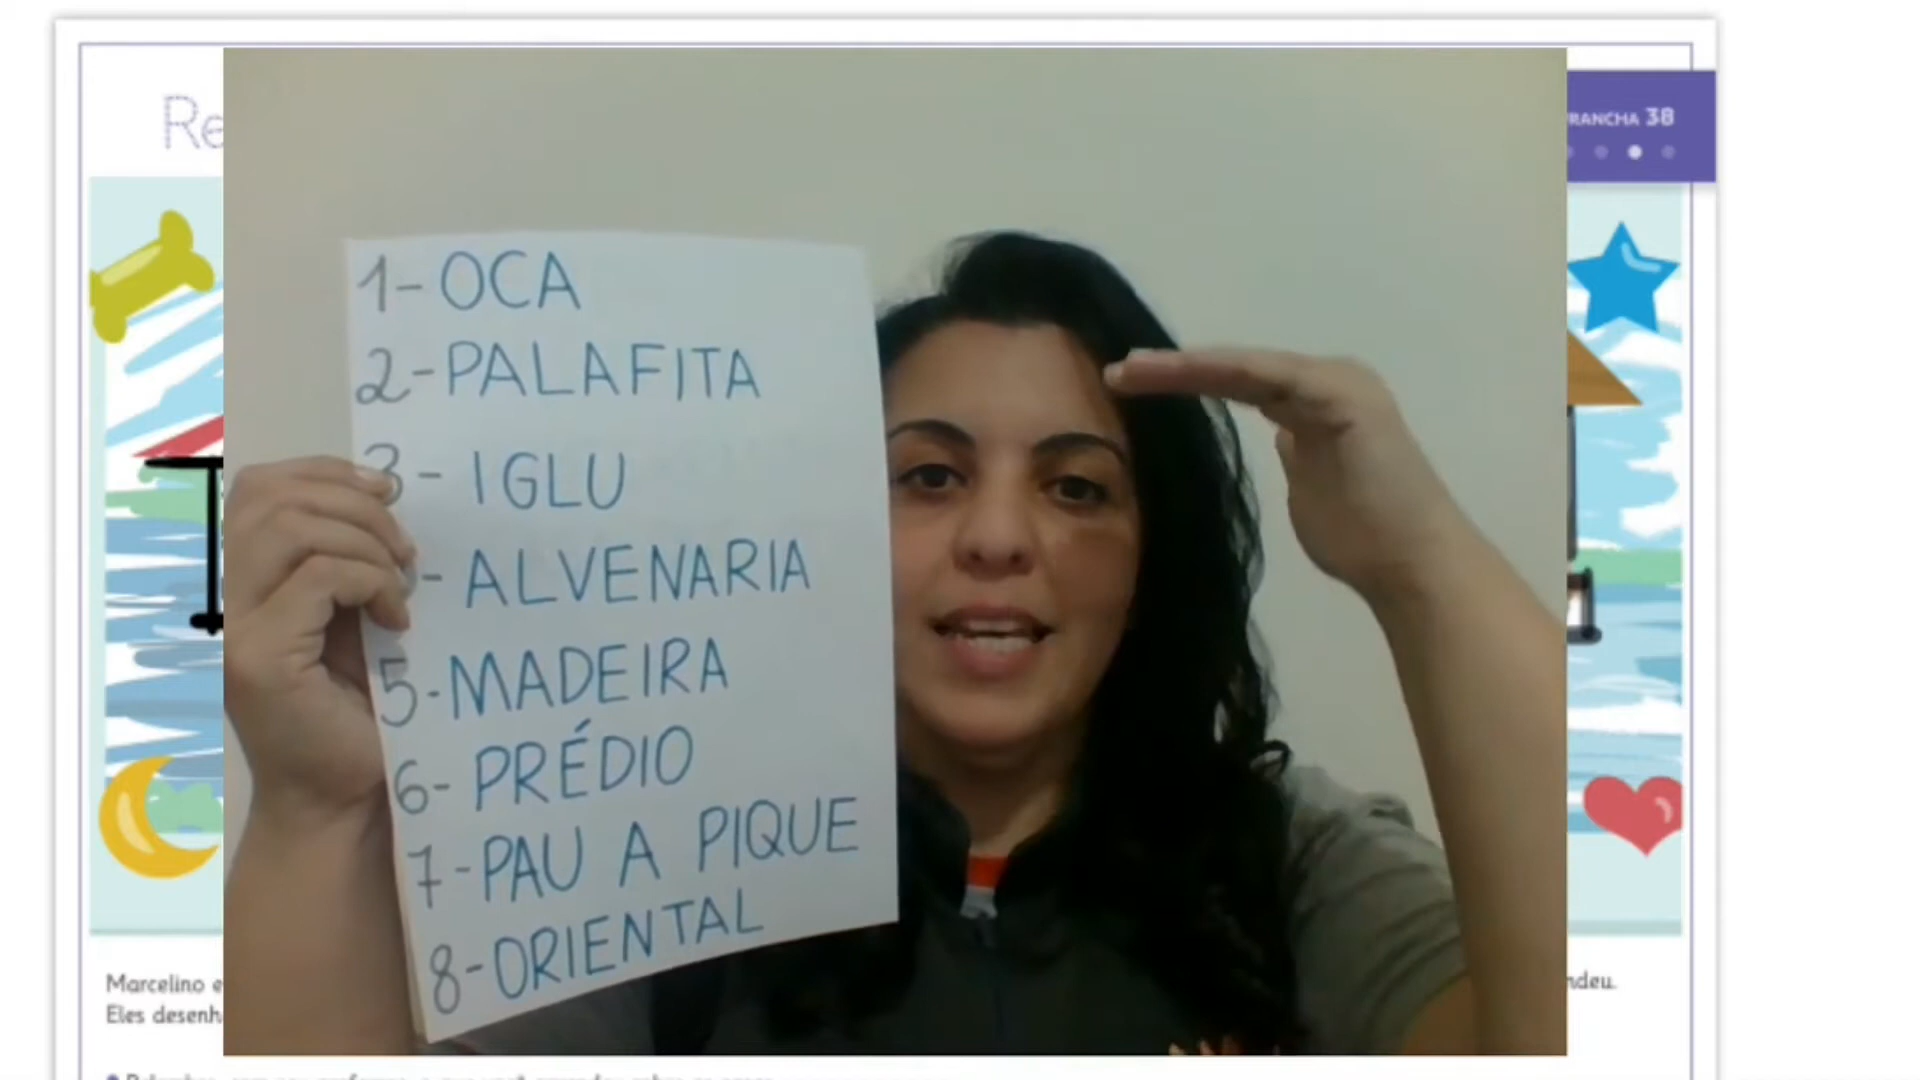 Re
RANCHA 38
1- OCA
2- PALAFITA
3- IGLU
- ALVENARIA
5- MADEIRA
6- PRÉDIO
7- PAU A PIQUE
8- ORIENTAL
Marcelino e
ndeu.
Eles desenh